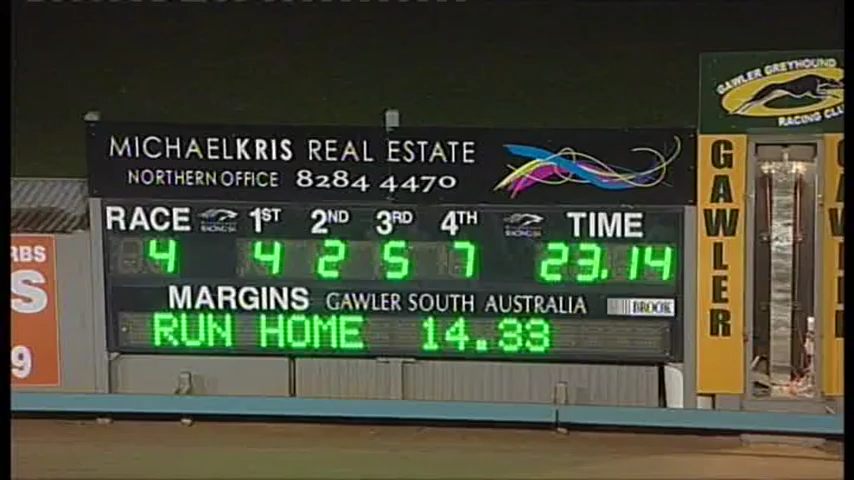 GAWLER GREYHOUND
RACING CLUB
MICHAELKRIS REAL ESTATE
NORTHERN OFFICE 8284 4470
RACE 1ST 2ND 3RD 4TH TIME
4 4 2 5 7 23.14
MARGINS GAWLER SOUTH AUSTRALIA BROOK
RUN HOME 14.33
GAWLER
RBS
S
9